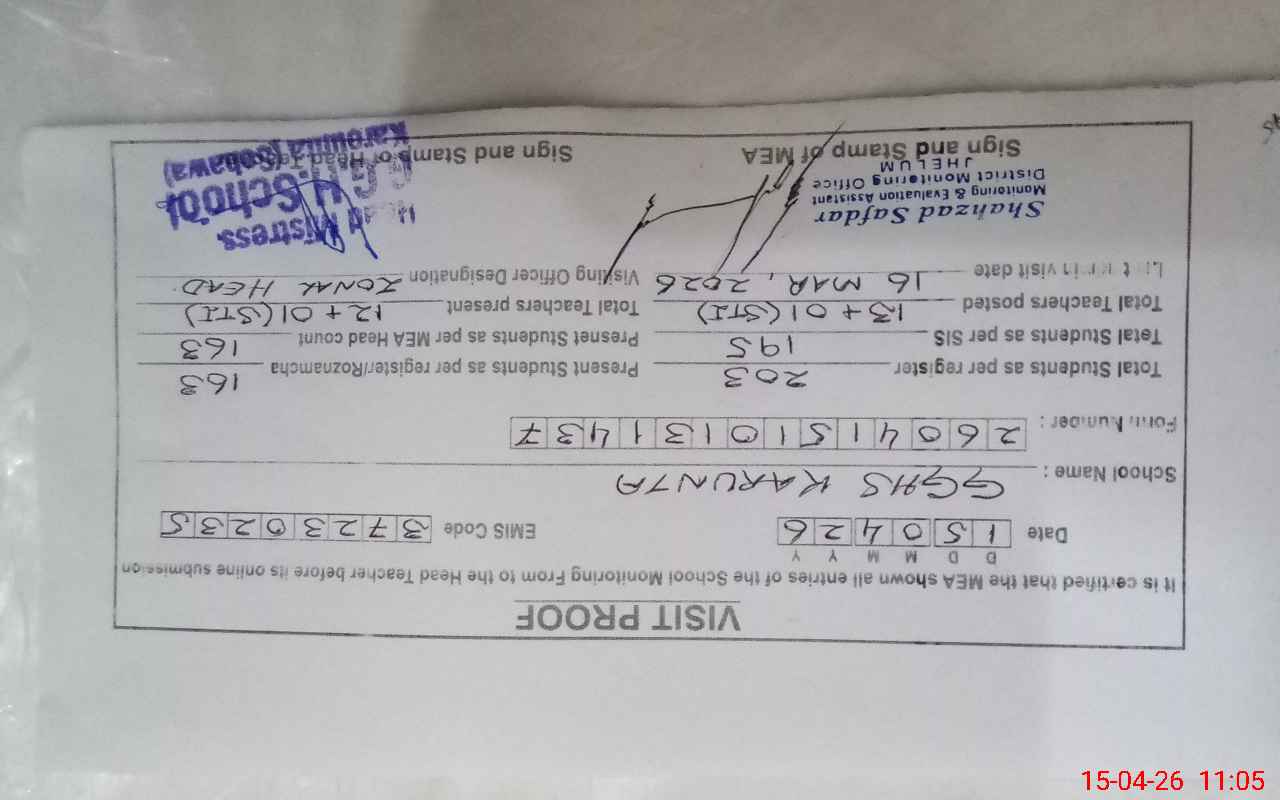 VISIT PROOF
It is certified that the MEA shown all entries of the School Monitoring From to the Head Teacher before its online submission
D D M M Y Y
Date 1 5 0 4 2 6 EMIS Code 3 7 2 3 0 2 3 5
School Name : GGHS KARUNTA
Form Number : 2 6 0 4 1 5 1 0 1 3 1 4 3 7
Total Students as per register 203 Present Students as per register/Roznamcha 163
Total Students as per SIS 195 Presnet Students as per MEA Head count 163
Total Teachers posted 13 + 01 (STI) Total Teachers present 12 + 01 (STI)
visit date 16 MAR, 2026 Visiting Officer Designation ZONAL HEAD.
Shahzad Safdar
Monitoring & Evaluation Assistant
District Monitoring Office
JHELUM
Sign and Stamp of MEA Sign and Stamp of Head Teacher
Head Mistress
School
Karounta (Sohawa)
15-04-26 11:05